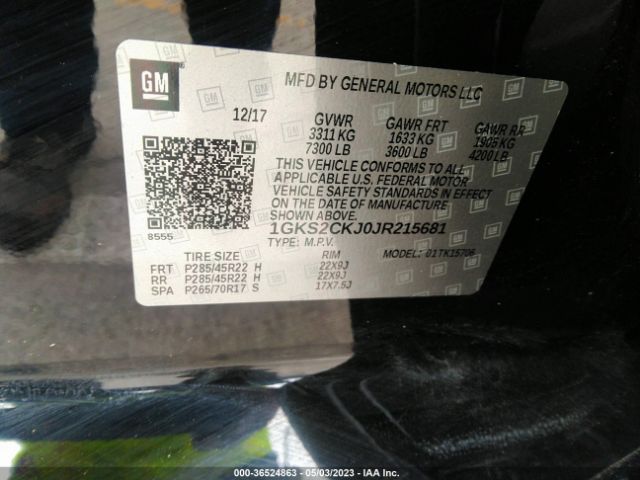 GM
MFD BY GENERAL MOTORS LLC
12/17 GVWR GAWR FRT GAWR RR
3311 KG 1633 KG 1905 KG
7300 LB 3600 LB 4200 LB
THIS VEHICLE CONFORMS TO ALL
APPLICABLE U.S. FEDERAL MOTOR
VEHICLE SAFETY STANDARDS IN EFFECT
ON THE DATE OF MANUFACTURE
SHOWN ABOVE.
8555
1GKS2CKJ0JR215681
TYPE: M.P.V. MODEL: 01TK15706
TIRE SIZE RIM
FRT P285/45R22 H 22X9J
RR P285/45R22 H 22X9J
SPA P265/70R17 S 17X7.5J
000-36524863 - 05/03/2023 - IAA Inc.